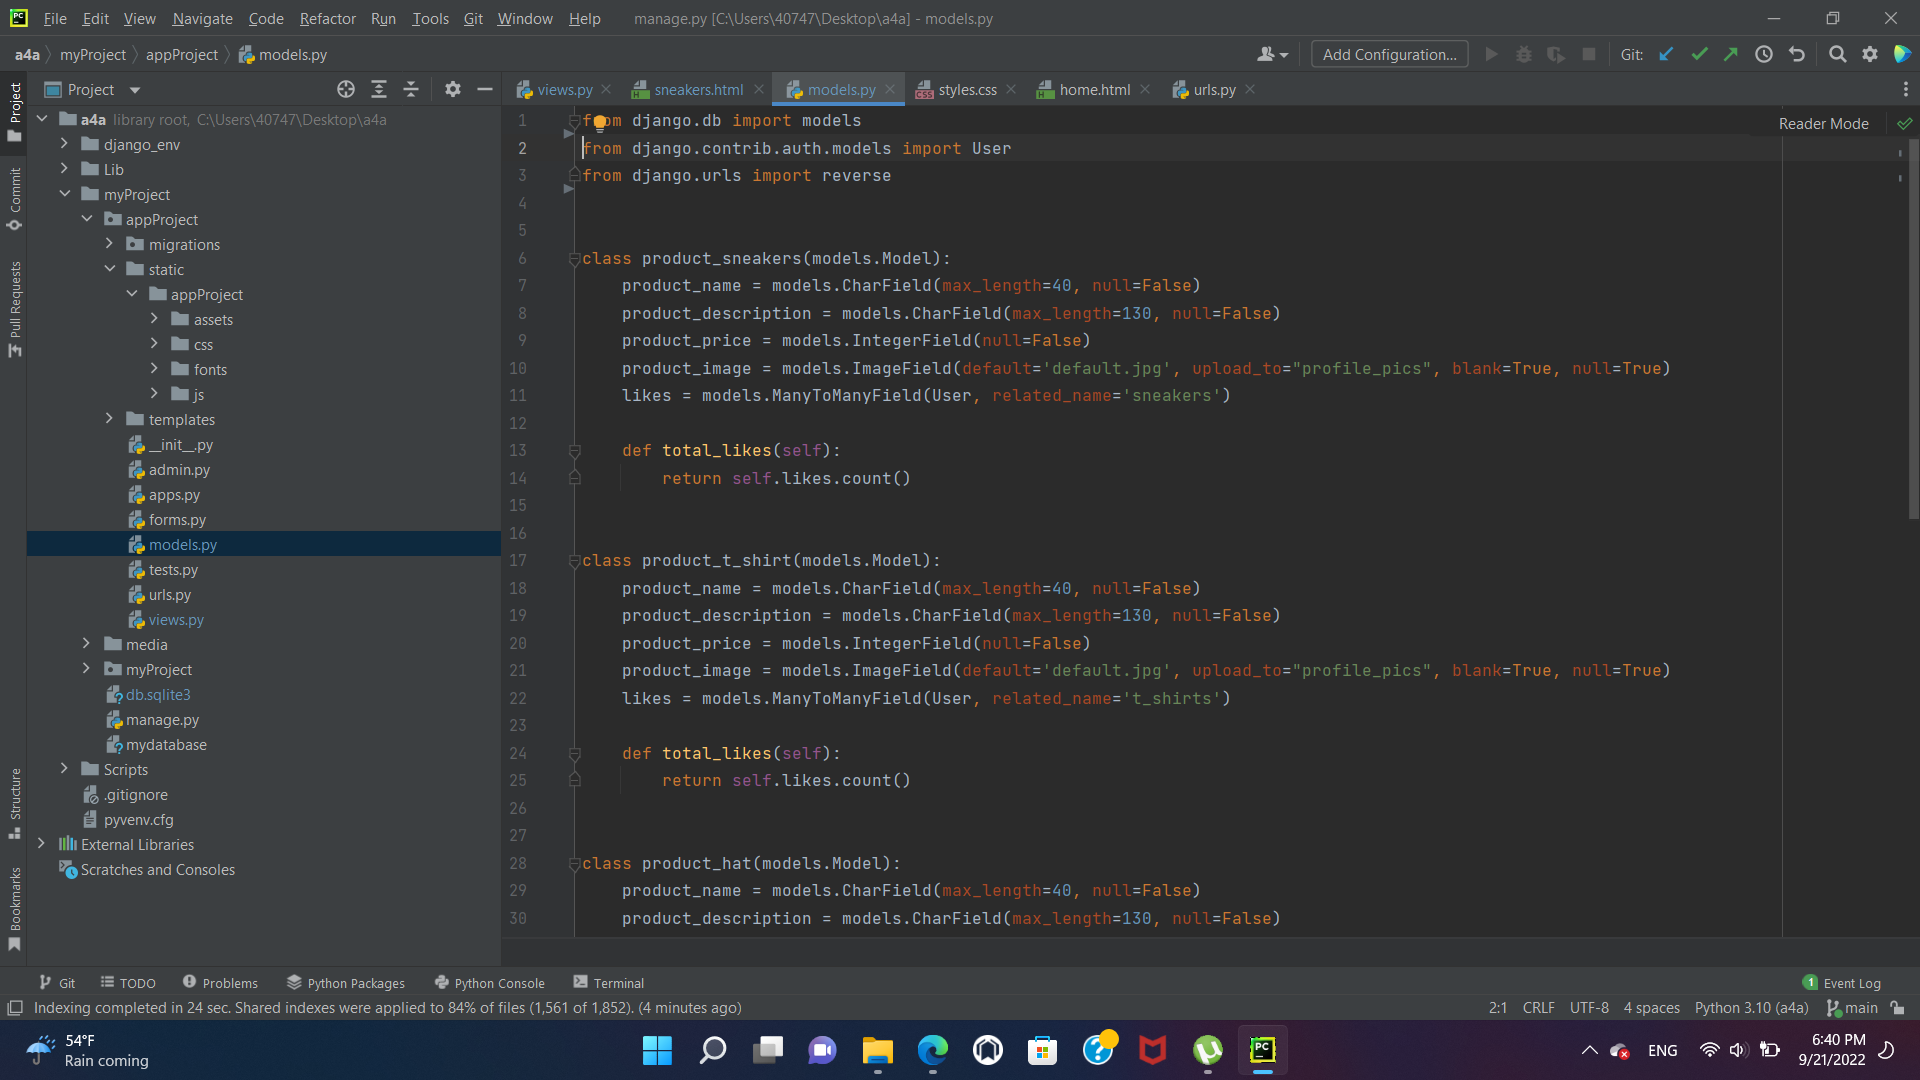 File Edit View Navigate Code Refactor Run Tools Git Window Help manage.py [C:\Users\40747\Desktop\a4a] - models.py
a4a myProject appProject models.py Add Configuration... Git:
Project views.py sneakers.html models.py styles.css home.html urls.py
Reader Mode
Project
Commit
Pull Requests
Structure
Bookmarks
a4a library root, C:\Users\40747\Desktop\a4a
django_env
Lib
myProject
appProject
migrations
static
appProject
assets
css
fonts
js
templates
__init__.py
admin.py
apps.py
forms.py
models.py
tests.py
urls.py
views.py
media
myProject
db.sqlite3
manage.py
mydatabase
Scripts
.gitignore
pyvenv.cfg
External Libraries
Scratches and Consoles
1 from django.db import models
2 from django.contrib.auth.models import User
3 from django.urls import reverse
4
5
6 class product_sneakers(models.Model):
7 product_name = models.CharField(max_length=40, null=False)
8 product_description = models.CharField(max_length=130, null=False)
9 product_price = models.IntegerField(null=False)
10 product_image = models.ImageField(default='default.jpg', upload_to="profile_pics", blank=True, null=True)
11 likes = models.ManyToManyField(User, related_name='sneakers')
12
13 def total_likes(self):
14 return self.likes.count()
15
16
17 class product_t_shirt(models.Model):
18 product_name = models.CharField(max_length=40, null=False)
19 product_description = models.CharField(max_length=130, null=False)
20 product_price = models.IntegerField(null=False)
21 product_image = models.ImageField(default='default.jpg', upload_to="profile_pics", blank=True, null=True)
22 likes = models.ManyToManyField(User, related_name='t_shirts')
23
24 def total_likes(self):
25 return self.likes.count()
26
27
28 class product_hat(models.Model):
29 product_name = models.CharField(max_length=40, null=False)
30 product_description = models.CharField(max_length=130, null=False)
Git TODO Problems Python Packages Python Console Terminal 1 Event Log
Indexing completed in 24 sec. Shared indexes were applied to 84% of files (1,561 of 1,852). (4 minutes ago) 2:1 CRLF UTF-8 4 spaces Python 3.10 (a4a) main
54°F
Rain coming
ENG
6:40 PM
9/21/2022